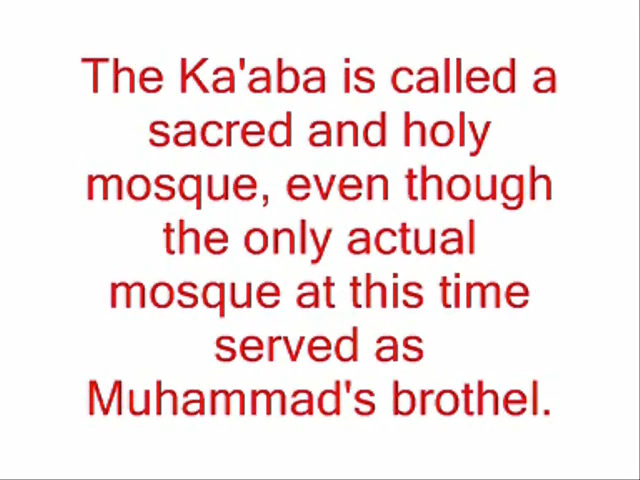 The Ka'aba is called a
sacred and holy
mosque, even though
the only actual
mosque at this time
served as
Muhammad's brothel.